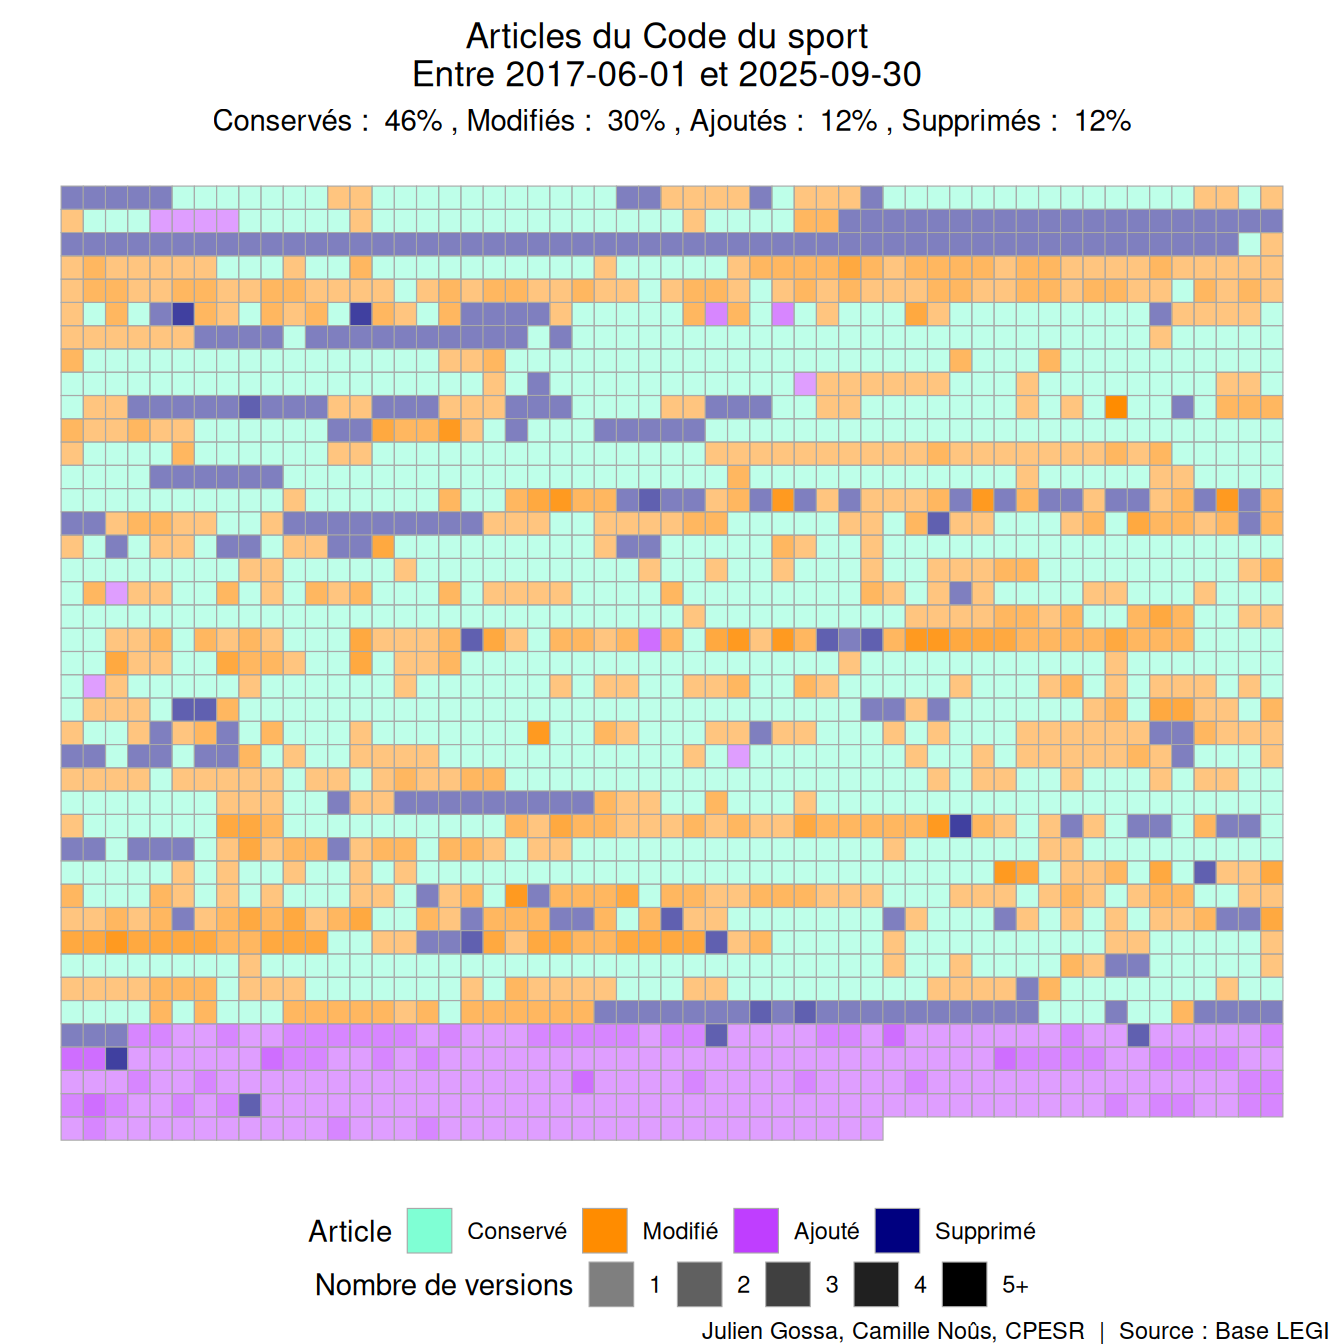 Articles du Code du sport
Entre 2017-06-01 et 2025-09-30
Conservés :  46% , Modifiés :  30% , Ajoutés :  12% , Supprimés :  12%
Article Conservé Modifié Ajouté Supprimé
Nombre de versions 1 2 3 4 5+
Julien Gossa, Camille Noûs, CPESR | Source : Base LEGI